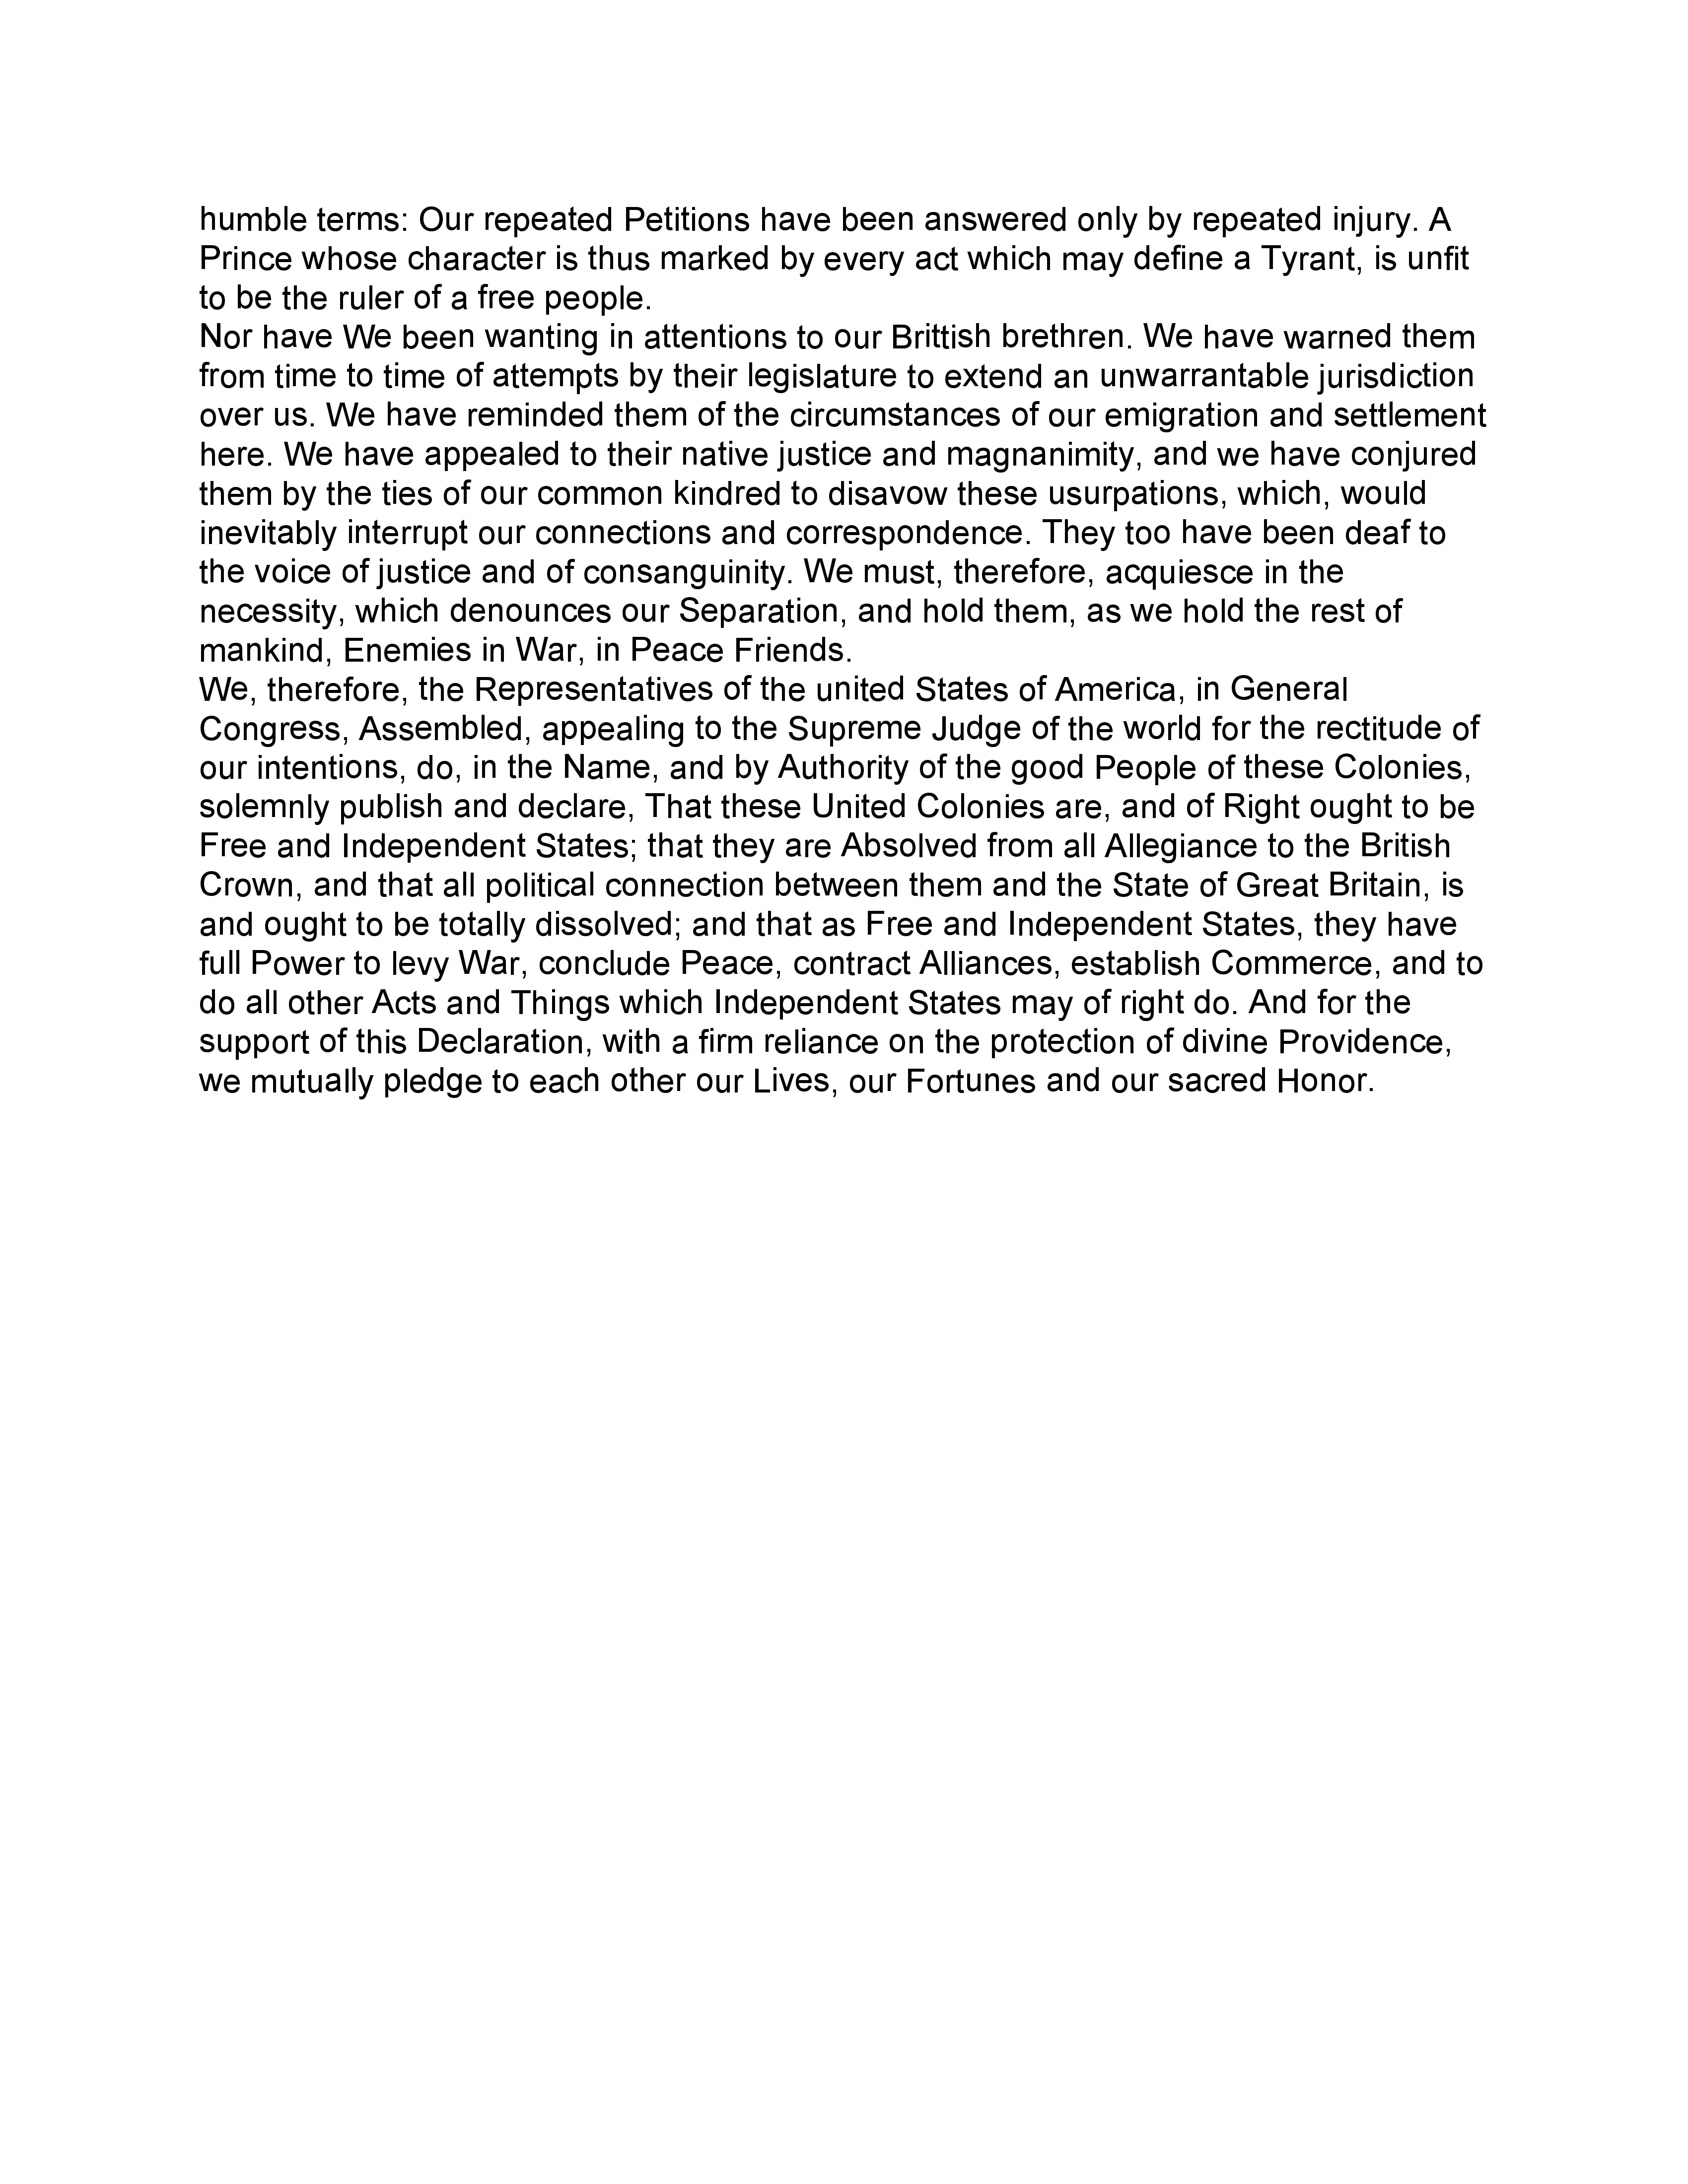 humble terms: Our repeated Petitions have been answered only by repeated injury. A
Prince whose character is thus marked by every act which may define a Tyrant, is unfit
to be the ruler of a free people.
Nor have We been wanting in attentions to our Brittish brethren. We have warned them
from time to time of attempts by their legislature to extend an unwarrantable jurisdiction
over us. We have reminded them of the circumstances of our emigration and settlement
here. We have appealed to their native justice and magnanimity, and we have conjured
them by the ties of our common kindred to disavow these usurpations, which, would
inevitably interrupt our connections and correspondence. They too have been deaf to
the voice of justice and of consanguinity. We must, therefore, acquiesce in the
necessity, which denounces our Separation, and hold them, as we hold the rest of
mankind, Enemies in War, in Peace Friends.
We, therefore, the Representatives of the united States of America, in General
Congress, Assembled, appealing to the Supreme Judge of the world for the rectitude of
our intentions, do, in the Name, and by Authority of the good People of these Colonies,
solemnly publish and declare, That these United Colonies are, and of Right ought to be
Free and Independent States; that they are Absolved from all Allegiance to the British
Crown, and that all political connection between them and the State of Great Britain, is
and ought to be totally dissolved; and that as Free and Independent States, they have
full Power to levy War, conclude Peace, contract Alliances, establish Commerce, and to
do all other Acts and Things which Independent States may of right do. And for the
support of this Declaration, with a firm reliance on the protection of divine Providence,
we mutually pledge to each other our Lives, our Fortunes and our sacred Honor.